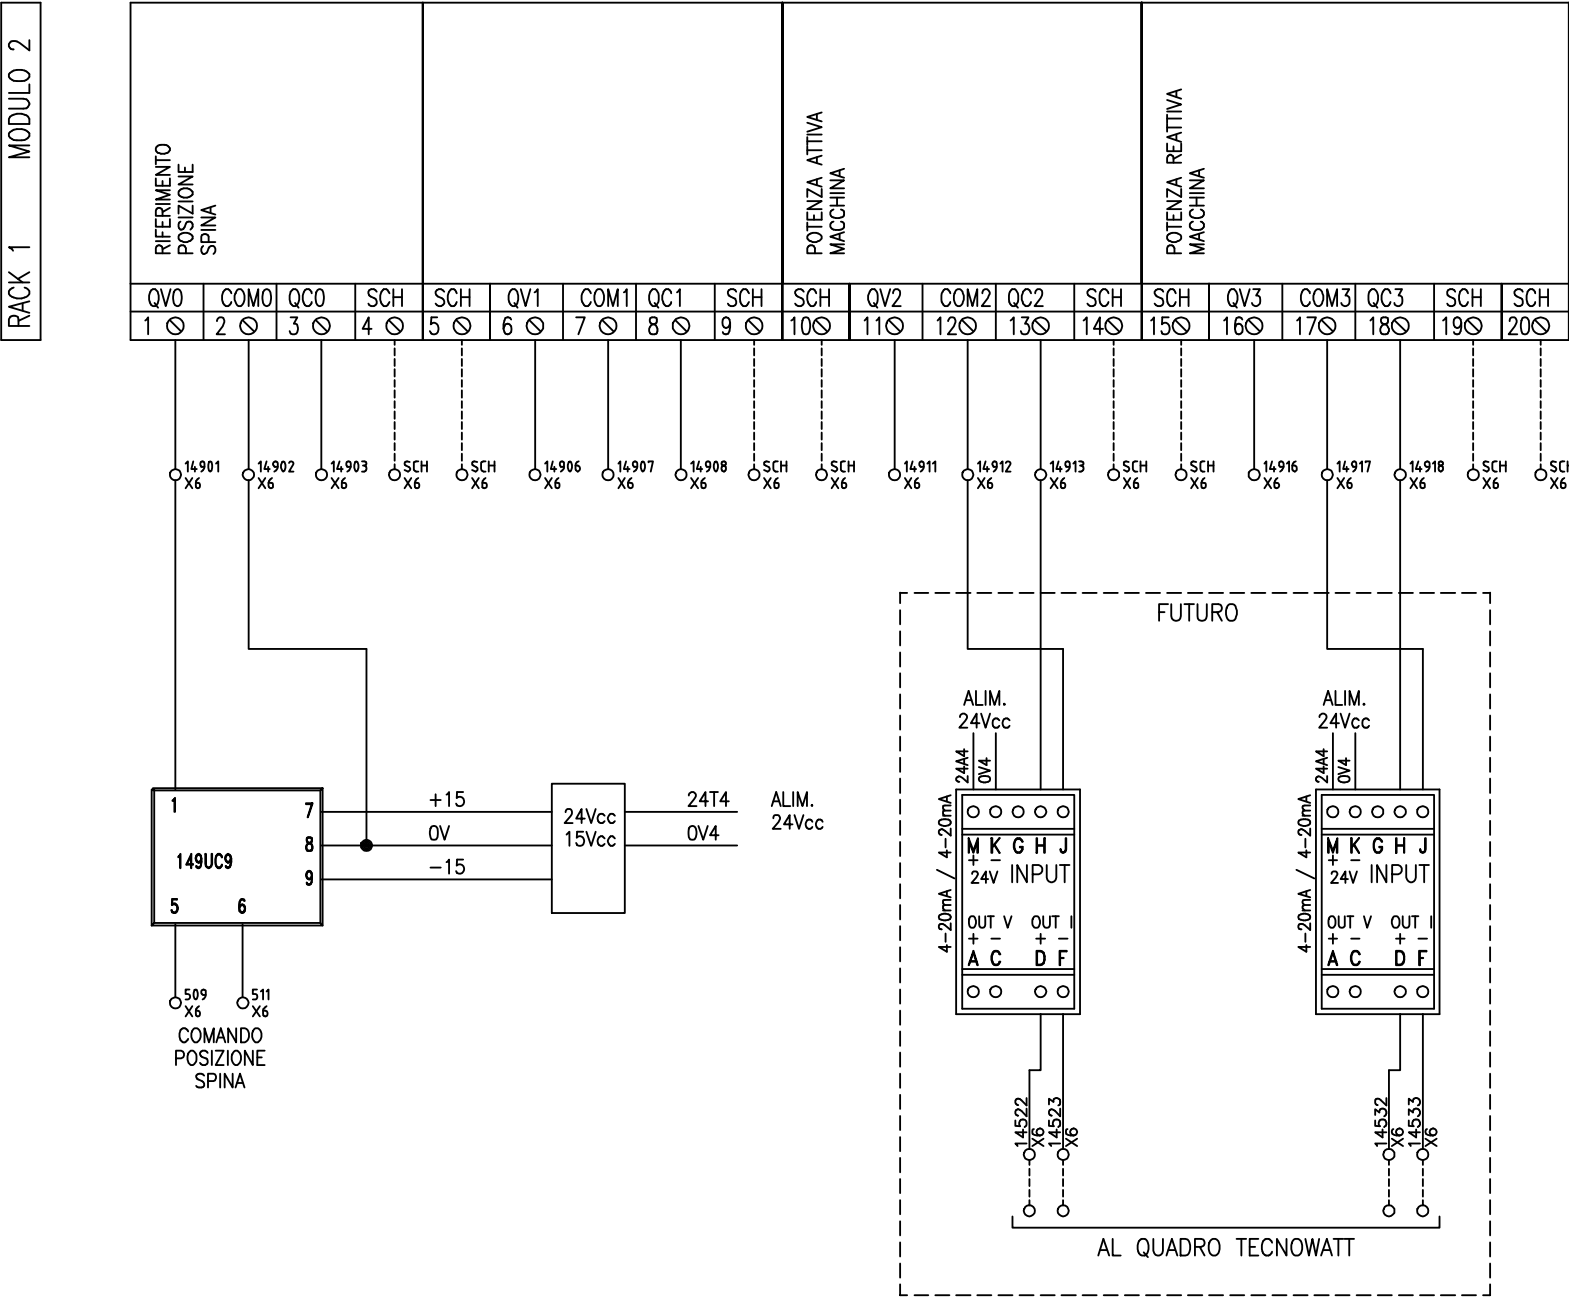 RACK 1 MODULO 2
RIFERIMENTO
POSIZIONE
SPINA
POTENZA ATTIVA
MACCHINA
POTENZA REATTIVA
MACCHINA
QV0 COM0 QC0 SCH SCH QV1 COM1 QC1 SCH SCH QV2 COM2 QC2 SCH SCH QV3 COM3 QC3 SCH SCH
1 2 3 4 5 6 7 8 9 10 11 12 13 14 15 16 17 18 19 20
14901 14902 14903 SCH SCH 14906 14907 14908 SCH SCH 14911 14912 14913 SCH SCH 14916 14917 14918 SCH
X6 X6 X6 X6 X6 X6 X6 X6 X6 X6 X6 X6 X6 X6 X6 X6 X6 X6 X6 X6
FUTURO
ALIM.
24Vcc
24A4
0V4
ALIM.
24Vcc
24A4
0V4
1 7
8
9
149UC9
5 6
+15
0V
-15
24Vcc
15Vcc
24T4
0V4
ALIM.
24Vcc
509
X6
511
X6
COMANDO
POSIZIONE
SPINA
4-20mA / 4-20mA
M K G H J
+ -
24V INPUT
OUT V OUT I
+ - + -
A C D F
4-20mA / 4-20mA
M K G H J
+ -
24V INPUT
OUT V OUT I
+ - + -
A C D F
14522
X6
14523
X6
14532
X6
14533
X6
AL QUADRO TECNOWATT